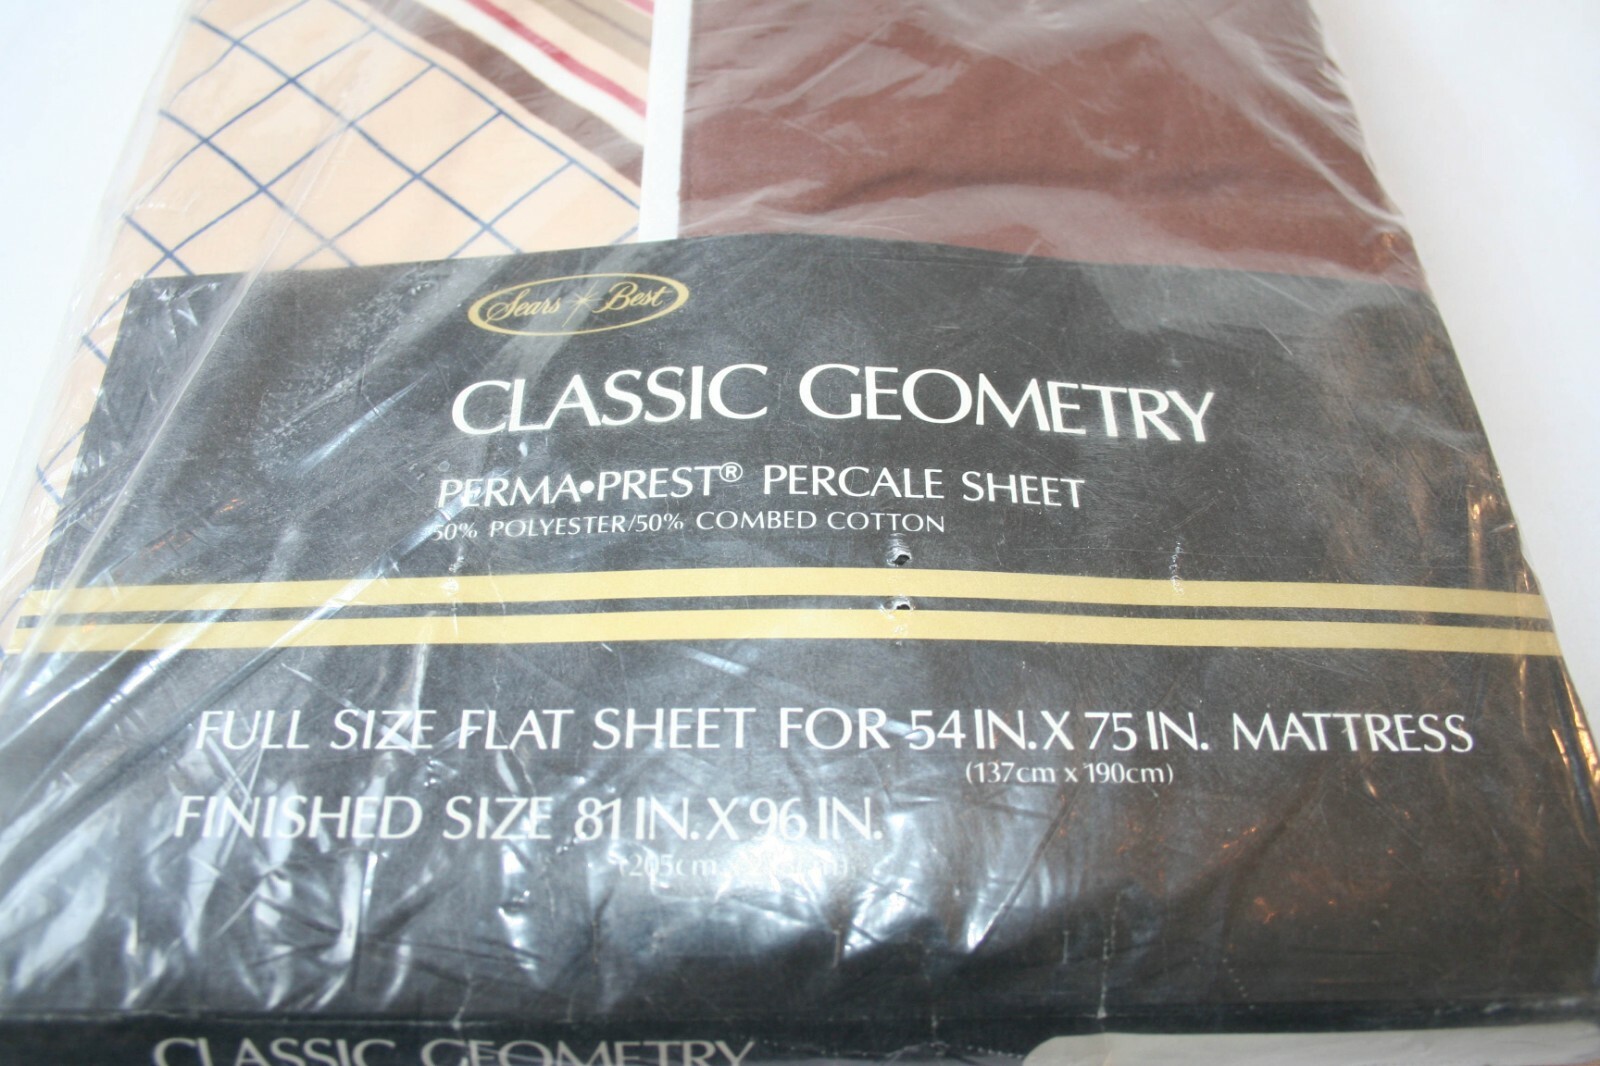 Sears Best
CLASSIC GEOMETRY
PERMA•PREST® PERCALE SHEET
50% POLYESTER/50% COMBED COTTON
FULL SIZE FLAT SHEET FOR 54 IN. X 75 IN. MATTRESS
(137cm x 190cm)
FINISHED SIZE 81 IN. X 96 IN.
(205cm
CLASSIC GEOMETRY